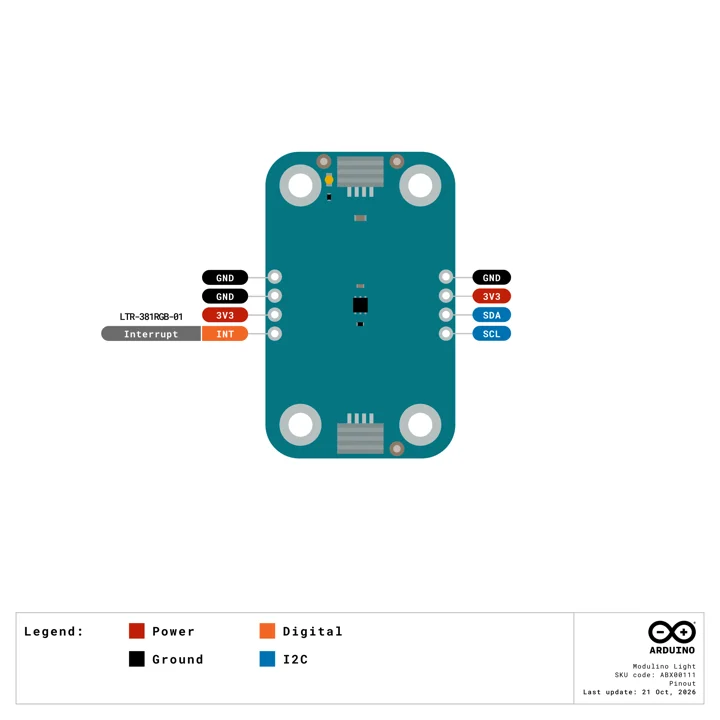 GND
GND
GND
3V3
LTR-381RGB-01
3V3
SDA
Interrupt
INT
SCL
Legend:
Power
Digital
Ground
I2C
ARDUINO
Modulino Light
SKU code: ABX00111
Pinout
Last update: 21 Oct, 2026